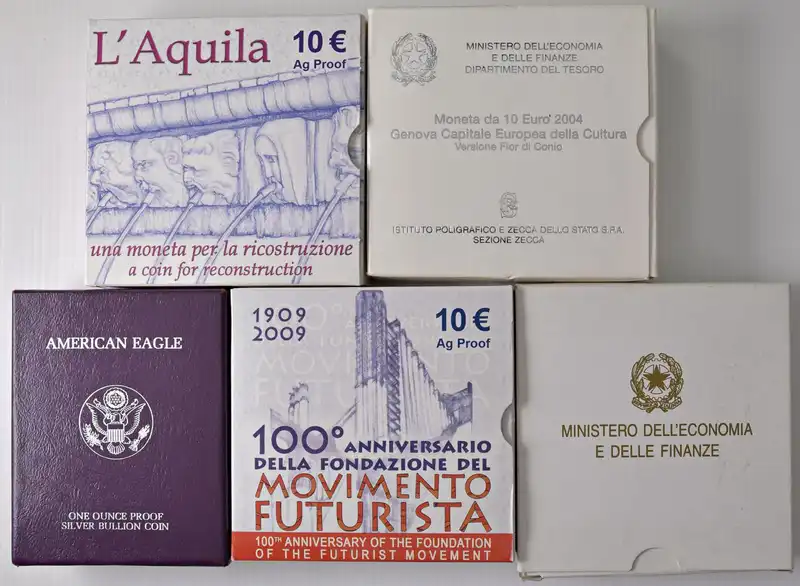 L'Aquila
10 €
Ag Proof
una moneta per la ricostruzione
a coin for reconstruction
MINISTERO DELL'ECONOMIA
E DELLE FINANZE
DIPARTIMENTO DEL TESORO
Moneta da 10 Euro 2004
Genova Capitale Europea della Cultura
Versione Fior di Conio
ISTITUTO POLIGRAFICO E ZECCA DELLO STATO S.P.A.
SEZIONE ZECCA
AMERICAN EAGLE
ONE OUNCE PROOF
SILVER BULLION COIN
1909
2009
10 €
Ag Proof
100° ANNIVERSARIO
DELLA FONDAZIONE DEL
MOVIMENTO
FUTURISTA
100TH ANNIVERSARY OF THE FOUNDATION
OF THE FUTURIST MOVEMENT
MINISTERO DELL'ECONOMIA
E DELLE FINANZE